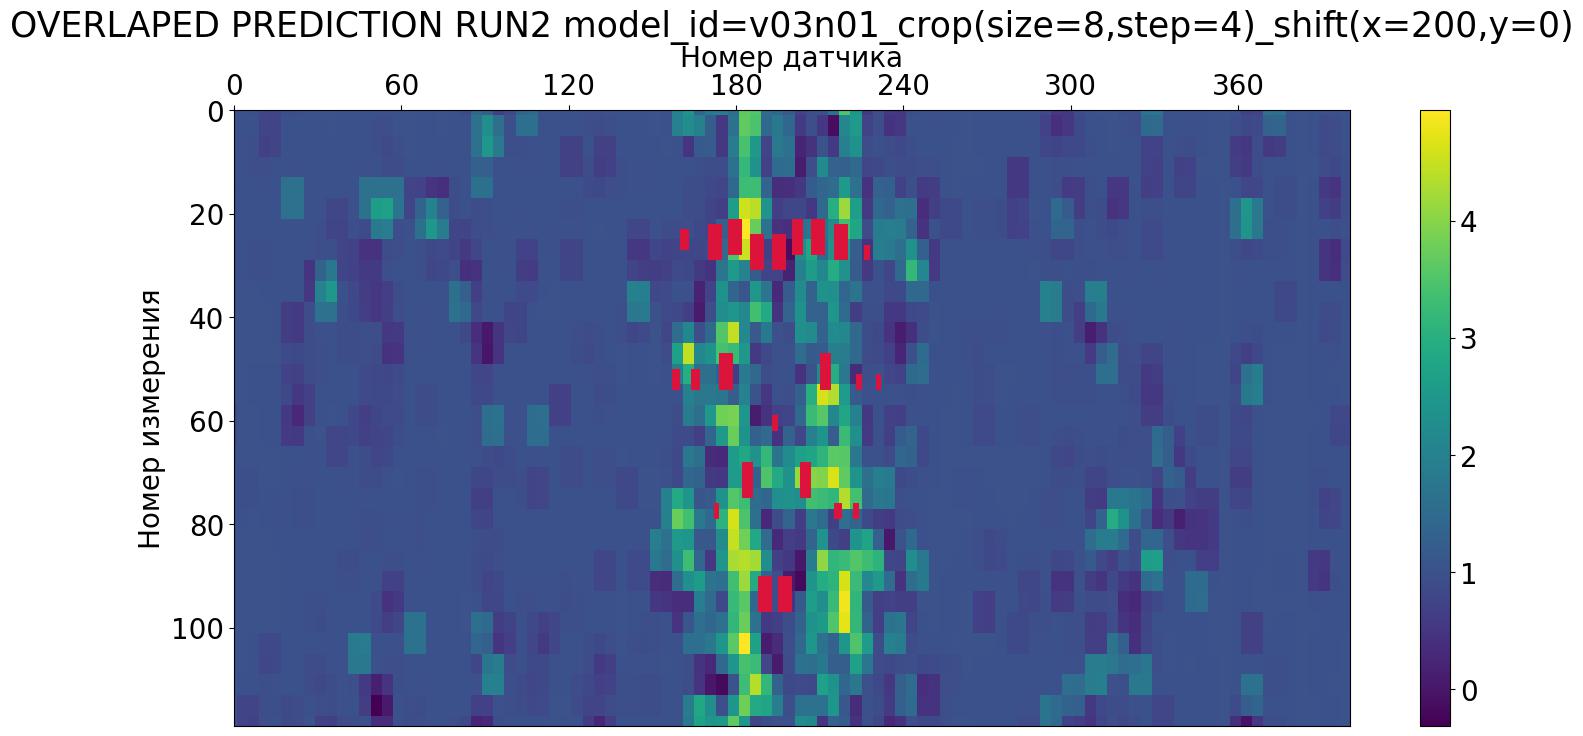 OVERLAPED PREDICTION RUN2 model_id=v03n01_crop(size=8,step=4)_shift(x=200,y=0)
Номер датчика
0 60 120 180 240 300 360
Номер измерения
0
20
40
60
80
100
4
3
2
1
0